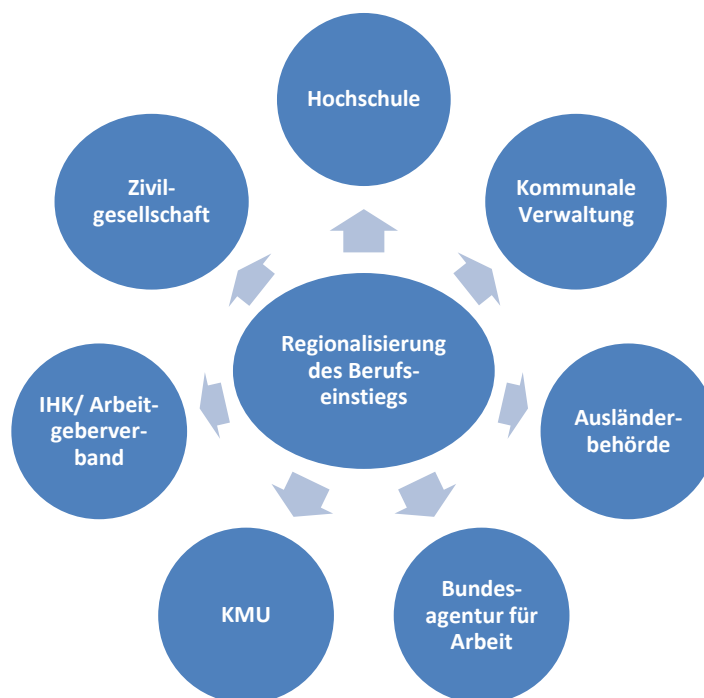 Hochschule
Zivil-
gesellschaft
Kommunale
Verwaltung
Regionalisierung
des Berufs-
einstiegs
IHK/ Arbeit-
geberver-
band
Ausländer-
behörde
KMU
Bundes-
agentur für
Arbeit